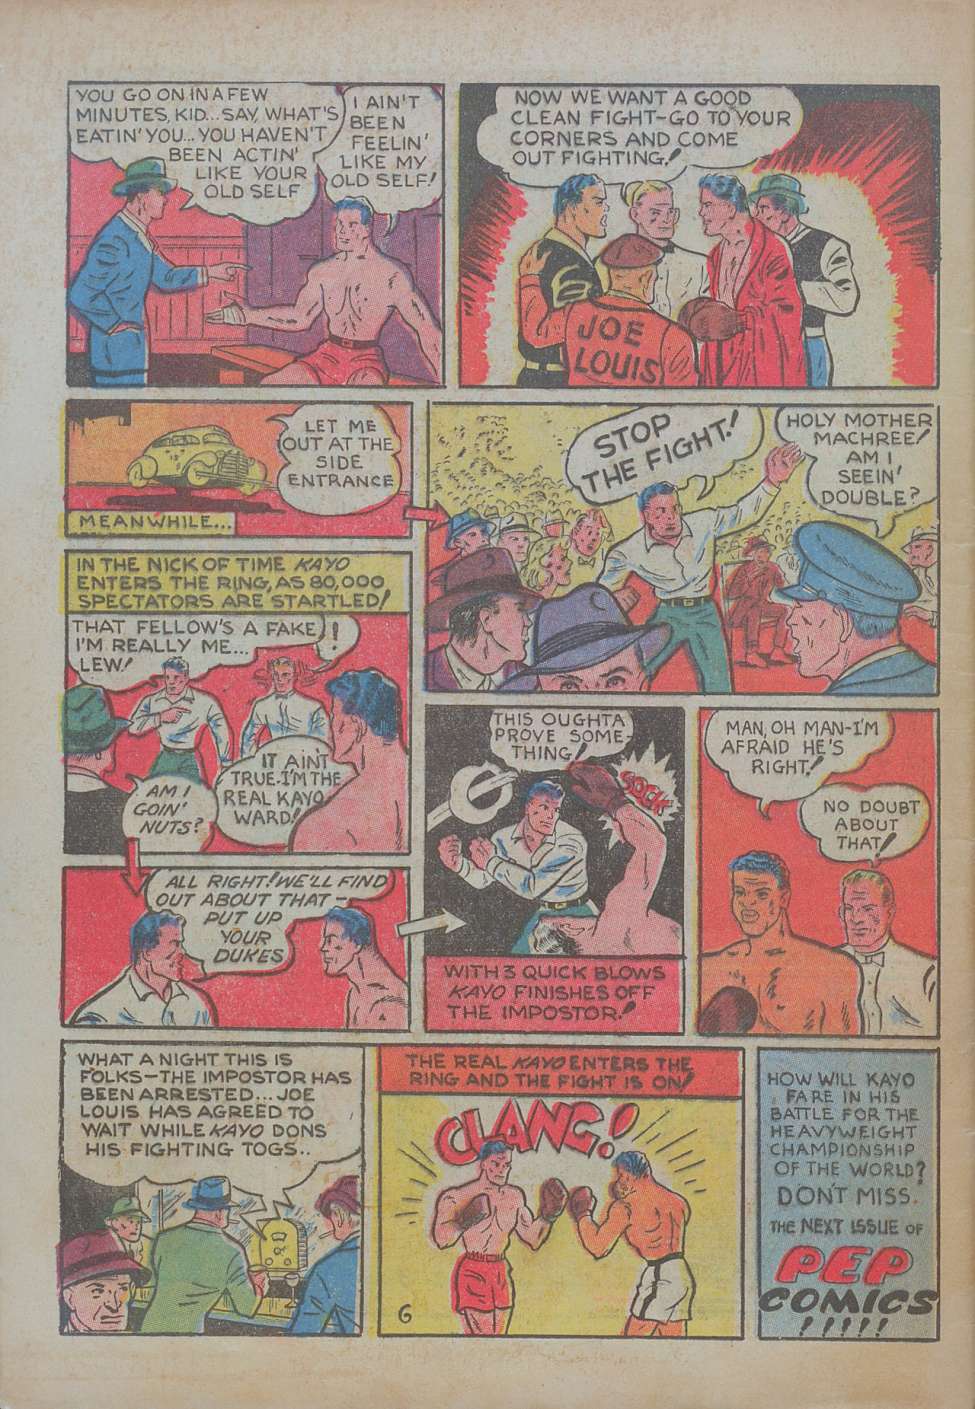 YOU GO ON IN A FEW
MINUTES, KID... SAY, WHAT'S
EATIN' YOU... YOU HAVEN'T
BEEN ACTIN'
LIKE YOUR
OLD SELF
I AIN'T
BEEN
FEELIN'
LIKE MY
OLD SELF!
NOW WE WANT A GOOD
CLEAN FIGHT-GO TO YOUR
CORNERS AND COME
OUT FIGHTING!
JOE
LOUIS
LET ME
OUT AT THE
SIDE
ENTRANCE
MEANWHILE...
STOP
THE FIGHT!
HOLY MOTHER
MACHREE!
AM I
SEEIN'
DOUBLE?
IN THE NICK OF TIME KAYO
ENTERS THE RING, AS 80,000
SPECTATORS ARE STARTLED!
THAT FELLOW'S A FAKE!
I'M REALLY ME...
LEW!
!
AM I
GOIN'
NUTS?
IT AIN'T
TRUE. I'M THE
REAL KAYO
WARD!
ALL RIGHT! WE'LL FIND
OUT ABOUT THAT-
PUT UP
YOUR
DUKES
THIS OUGHTA
PROVE SOME-
THING!
SOCK
WITH 3 QUICK BLOWS
KAYO FINISHES OFF
THE IMPOSTOR!
MAN, OH MAN-I'M
AFRAID HE'S
RIGHT!
NO DOUBT
ABOUT
THAT!
WHAT A NIGHT THIS IS
FOLKS-THE IMPOSTOR HAS
BEEN ARRESTED... JOE
LOUIS HAS AGREED TO
WAIT WHILE KAYO DONS
HIS FIGHTING TOGS..
THE REAL KAYO ENTERS THE
RING AND THE FIGHT IS ON!
CLANG!
6
HOW WILL KAYO
FARE IN HIS
BATTLE FOR THE
HEAVYWEIGHT
CHAMPIONSHIP
OF THE WORLD?
DON'T MISS.
THE NEXT ISSUE OF
PEP
COMICS
!!!!!